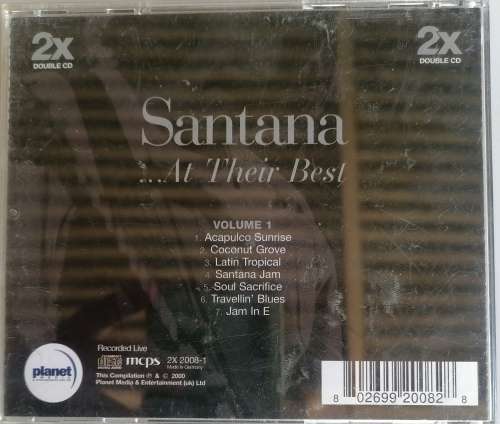 2X
DOUBLE CD
2X
DOUBLE CD
Santana
...At Their Best
VOLUME 1
1. Acapulco Sunrise
2. Coconut Grove
3. Latin Tropical
4. Santana Jam
5. Soul Sacrifice
6. Travellin' Blues
7. Jam In E
Recorded Live
mcps
2X 2008-1
Made in Germany
This Compilation ℗ & © 2000
Planet Media & Entertainment (uk) Ltd
planet
8 02699 20082 8